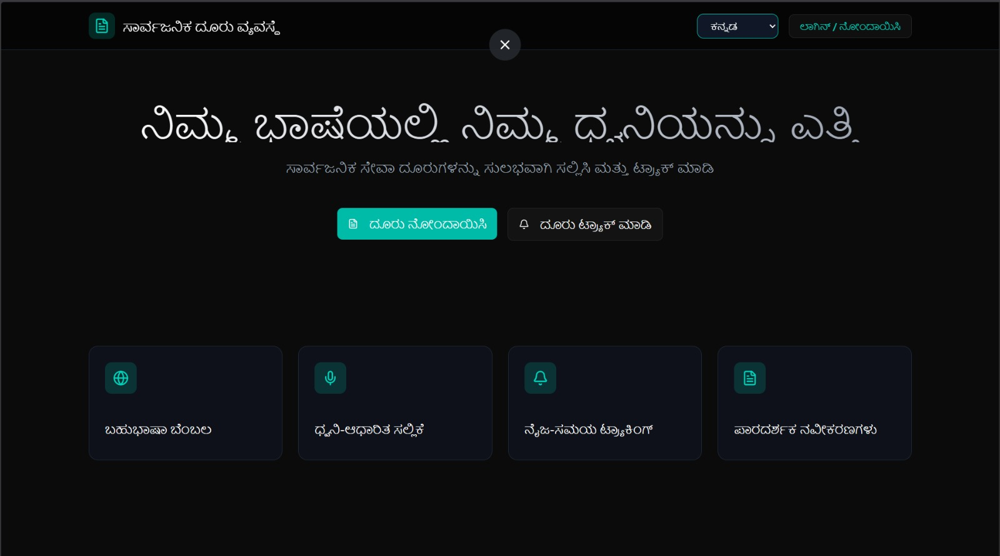 ಸಾರ್ವಜನಿಕ ದೂರು ವ್ಯವಸ್ಥೆ
ಕನ್ನಡ
ಲಾಗಿನ್ / ನೋಂದಾಯಿಸಿ
ನಿಮ್ಮ ಭಾಷೆಯಲ್ಲಿ ನಿಮ್ಮ ಧ್ವನಿಯನ್ನು ಎತ್ತಿ
ಸಾರ್ವಜನಿಕ ಸೇವಾ ದೂರುಗಳನ್ನು ಸುಲಭವಾಗಿ ಸಲ್ಲಿಸಿ ಮತ್ತು ಟ್ರ್ಯಾಕ್ ಮಾಡಿ
ದೂರು ನೋಂದಾಯಿಸಿ
ದೂರು ಟ್ರ್ಯಾಕ್ ಮಾಡಿ
ಬಹುಭಾಷಾ ಬೆಂಬಲ
ಧ್ವನಿ-ಆಧಾರಿತ ಸಲ್ಲಿಕೆ
ನೈಜ-ಸಮಯ ಟ್ರ್ಯಾಕಿಂಗ್
ಪಾರದರ್ಶಕ ನವೀಕರಣಗಳು